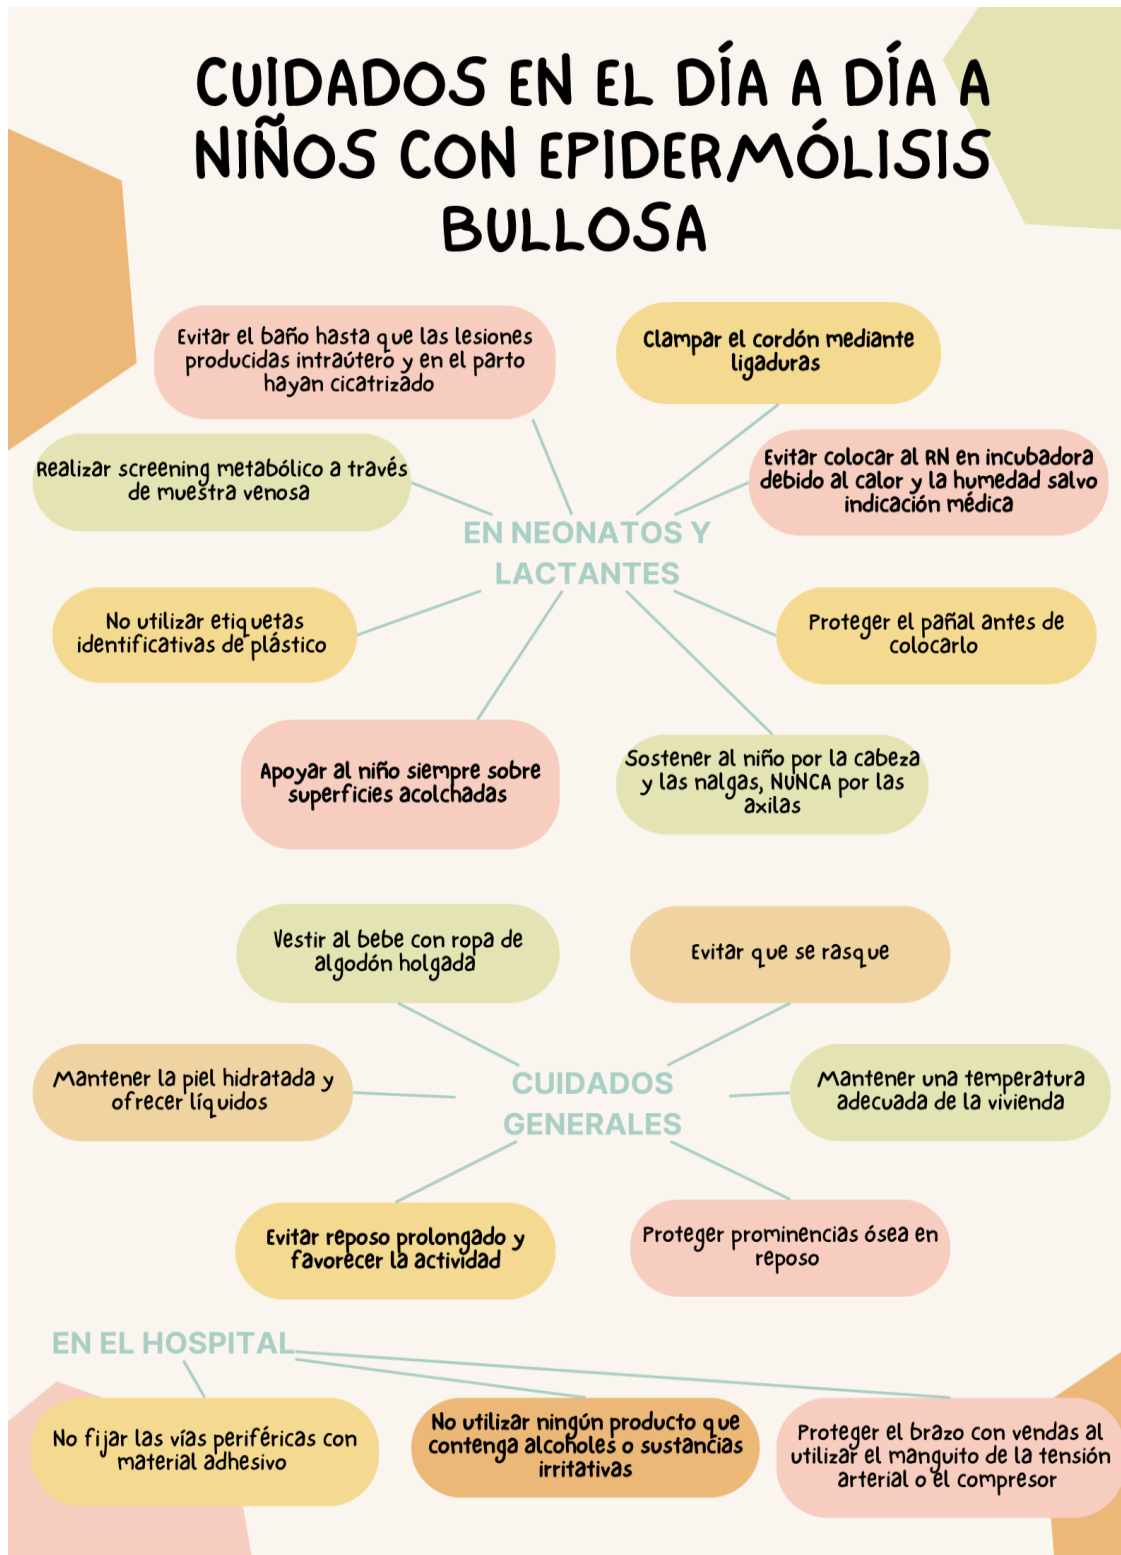 CUIDADOS EN EL DÍA A DÍA A
NIÑOS CON EPIDERMÓLISIS
BULLOSA
Evitar el baño hasta que las lesiones
producidas intraútero y en el parto
hayan cicatrizado
Clampar el cordón mediante
ligaduras
Realizar screening metabólico a través
de muestra venosa
Evitar colocar al RN en incubadora
debido al calor y la humedad salvo
indicación médica
EN NEONATOS Y
LACTANTES
No utilizar etiquetas
identificativas de plástico
Proteger el pañal antes de
colocarlo
Apoyar al niño siempre sobre
superficies acolchadas
Sostener al niño por la cabeza
y las nalgas, NUNCA por las
axilas
Vestir al bebe con ropa de
algodón holgada
Evitar que se rasque
Mantener la piel hidratada y
ofrecer líquidos
CUIDADOS
GENERALES
Mantener una temperatura
adecuada de la vivienda
Evitar reposo prolongado y
favorecer la actividad
Proteger prominencias ósea en
reposo
EN EL HOSPITAL
No fijar las vías periféricas con
material adhesivo
No utilizar ningún producto que
contenga alcoholes o sustancias
irritativas
Proteger el brazo con vendas al
utilizar el manguito de la tensión
arterial o el compresor